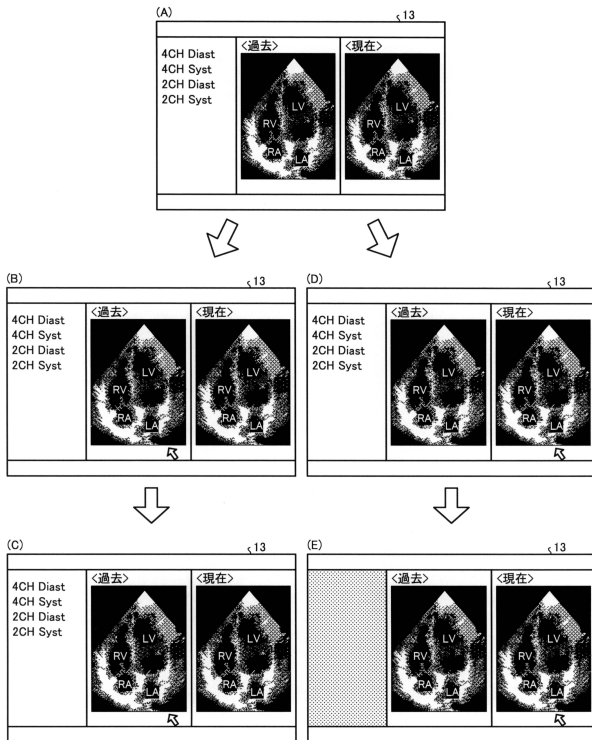 (A)
13
4CH Diast
4CH Syst
2CH Diast
2CH Syst
<過去>
LV
RV
RA
LA
<現在>
LV
RV
RA
LA
(B)
13
4CH Diast
4CH Syst
2CH Diast
2CH Syst
<過去>
LV
RV
RA
LA
<現在>
LV
RV
RA
LA
(D)
13
4CH Diast
4CH Syst
2CH Diast
2CH Syst
<過去>
LV
RV
RA
LA
<現在>
LV
RV
RA
LA
(C)
13
4CH Diast
4CH Syst
2CH Diast
2CH Syst
<過去>
LV
RV
RA
LA
<現在>
LV
RV
RA
LA
(E)
13
<過去>
LV
RV
RA
LA
<現在>
LV
RV
RA
LA